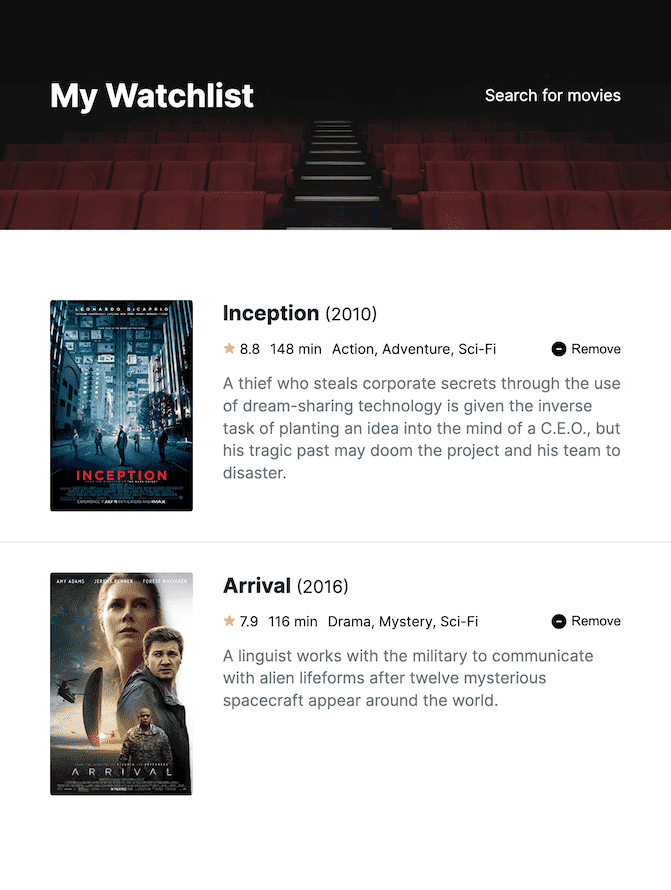 My Watchlist
Search for movies
LEONARDO DiCAPRIO
INCEPTION
Inception (2010)
8.8 148 min Action, Adventure, Sci-Fi
Remove
A thief who steals corporate secrets through the use
of dream-sharing technology is given the inverse
task of planting an idea into the mind of a C.E.O., but
his tragic past may doom the project and his team to
disaster.
AMY ADAMS JEREMY RENNER FOREST WHITAKER
ARRIVAL
Arrival (2016)
7.9 116 min Drama, Mystery, Sci-Fi
Remove
A linguist works with the military to communicate
with alien lifeforms after twelve mysterious
spacecraft appear around the world.